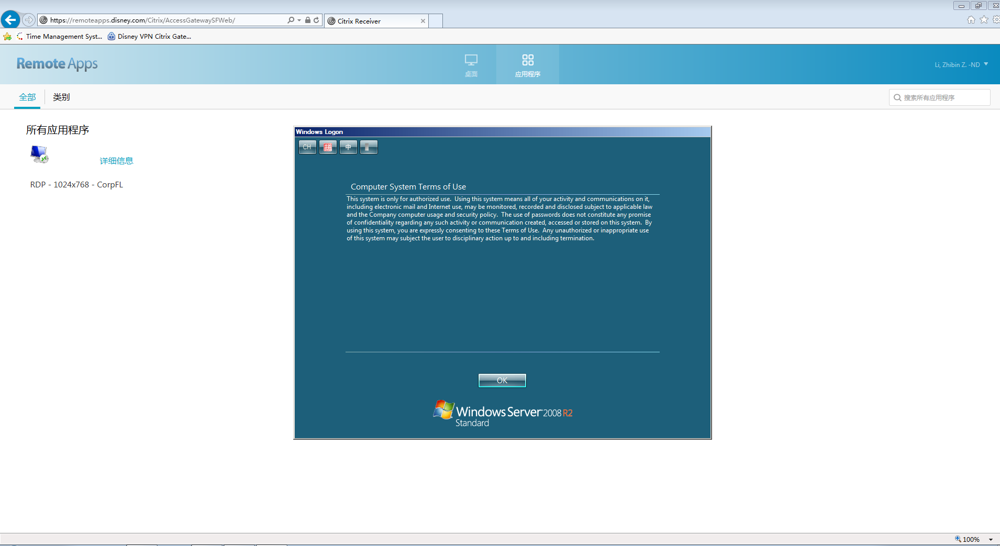 https://remoteapps.disney.com/Citrix/AccessGatewaySFWeb/
Citrix Receiver
Time Management Syst...
Disney VPN Citrix Gate...
Remote Apps
桌面
应用程序
Li, Zhibin Z. -ND
全部
类别
搜索所有应用程序
所有应用程序
详细信息
RDP - 1024x768 - CorpFL
Windows Logon
CH
拼
中
Computer System Terms of Use
This system is only for authorized use.  Using this system means all of your activity and communications on it,
including electronic mail and Internet use, may be monitored, recorded and disclosed subject to applicable law
and the Company computer usage and security policy.  The use of passwords does not constitute any promise
of confidentiality regarding any such activity or communication created, accessed or stored on this system.  By
using this system, you are expressly consenting to these Terms of Use.  Any unauthorized or inappropriate use
of this system may subject the user to disciplinary action up to and including termination.
OK
Windows Server 2008 R2
Standard
100%